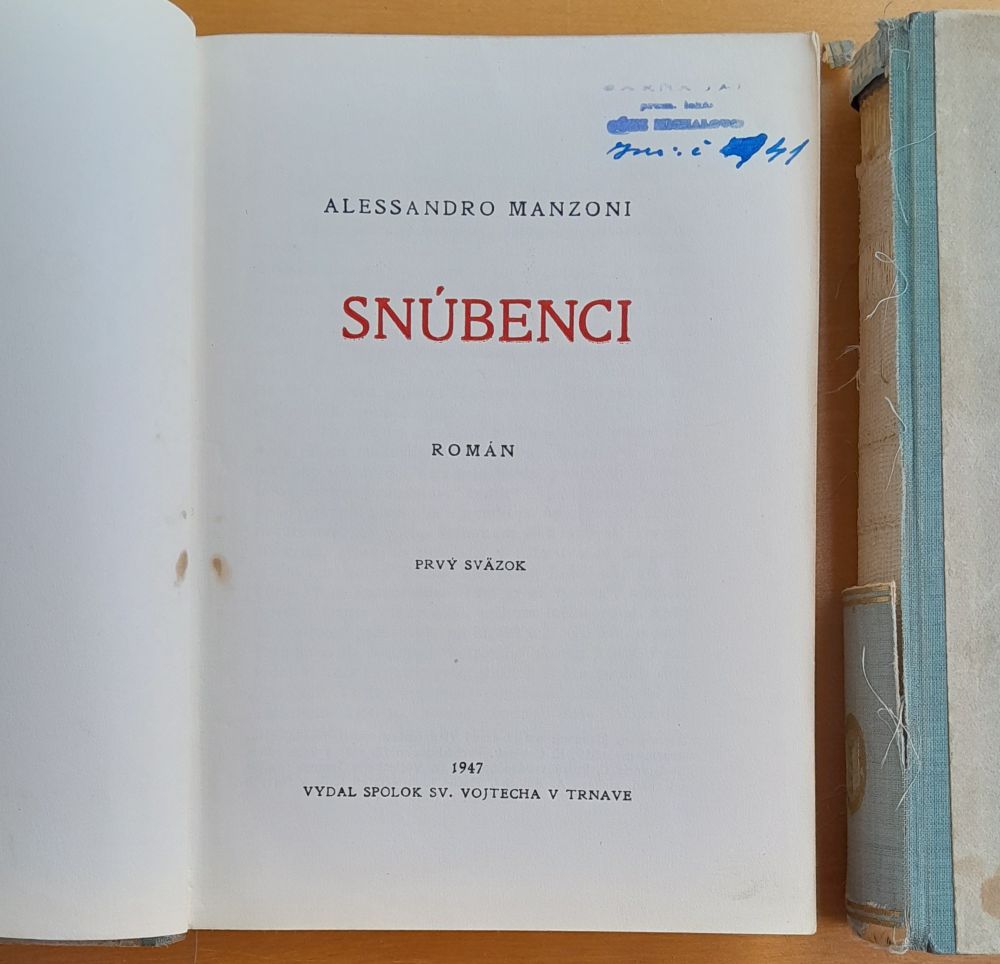 ALESSANDRO MANZONI
SNÚBENCI
ROMÁN
PRVÝ SVÄZOK
1947
VYDAL SPOLOK SV. VOJTECHA V TRNAVE